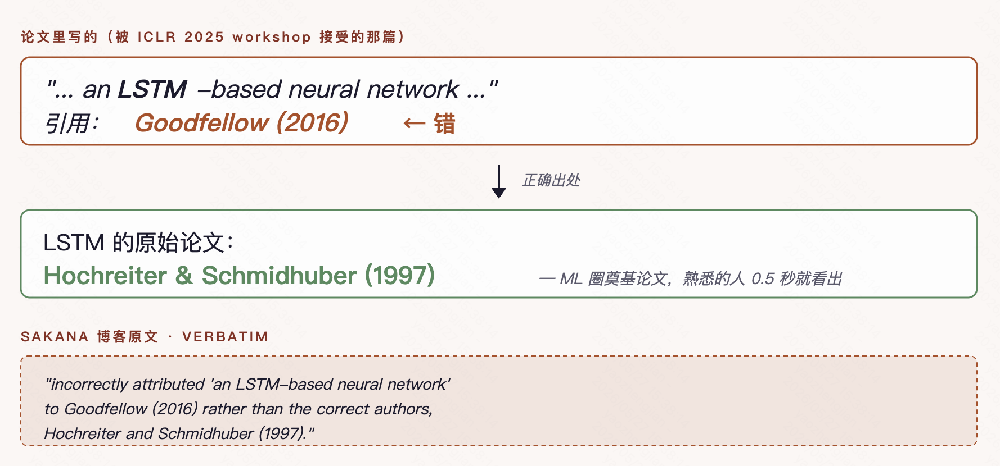 论文里写的（被 ICLR 2025 workshop 接受的那篇）
"... an LSTM –based neural network ..."
引用： Goodfellow (2016) ← 错
正确出处
LSTM 的原始论文：
Hochreiter & Schmidhuber (1997) — ML 圈奠基论文，熟悉的人 0.5 秒就看出
SAKANA 博客原文 · VERBATIM
"incorrectly attributed 'an LSTM–based neural network'
to Goodfellow (2016) rather than the correct authors,
Hochreiter and Schmidhuber (1997)."